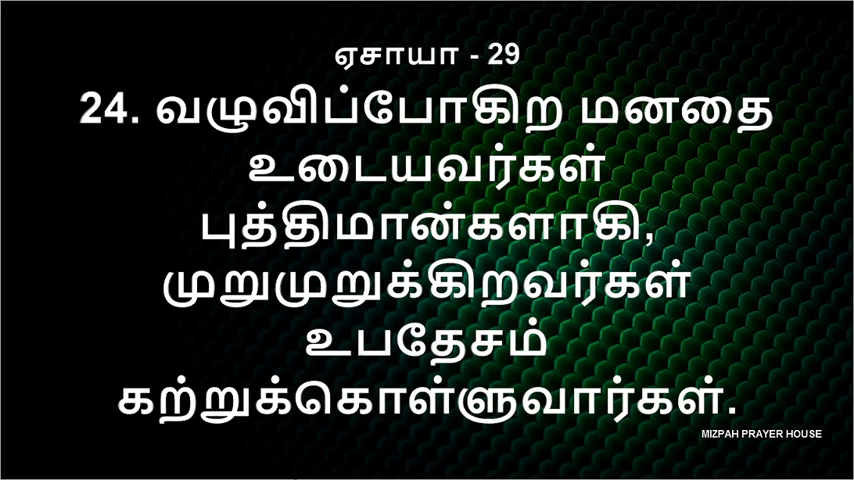 ஏசாயா - 29
24. வழுவிப்போகிற மனதை
உடையவர்கள்
புத்திமான்களாகி,
முறுமுறுக்கிறவர்கள்
உபதேசம்
கற்றுக்கொள்ளுவார்கள்.
MIZPAH PRAYER HOUSE